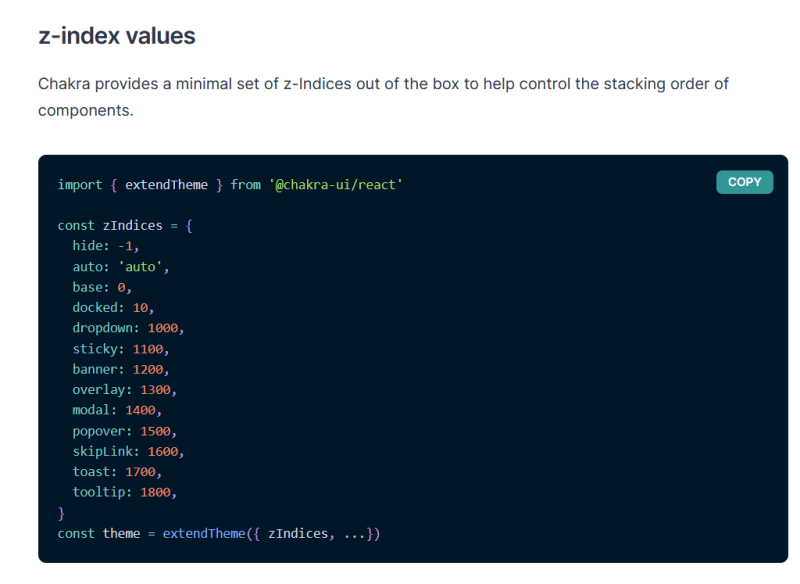 z-index values
Chakra provides a minimal set of z-Indices out of the box to help control the stacking order of
components.
COPY
import { extendTheme } from '@chakra-ui/react'
const zIndices = {
hide: -1,
auto: 'auto',
base: 0,
docked: 10,
dropdown: 1000,
sticky: 1100,
banner: 1200,
overlay: 1300,
modal: 1400,
popover: 1500,
skipLink: 1600,
toast: 1700,
tooltip: 1800,
}
const theme = extendTheme({ zIndices, ...})